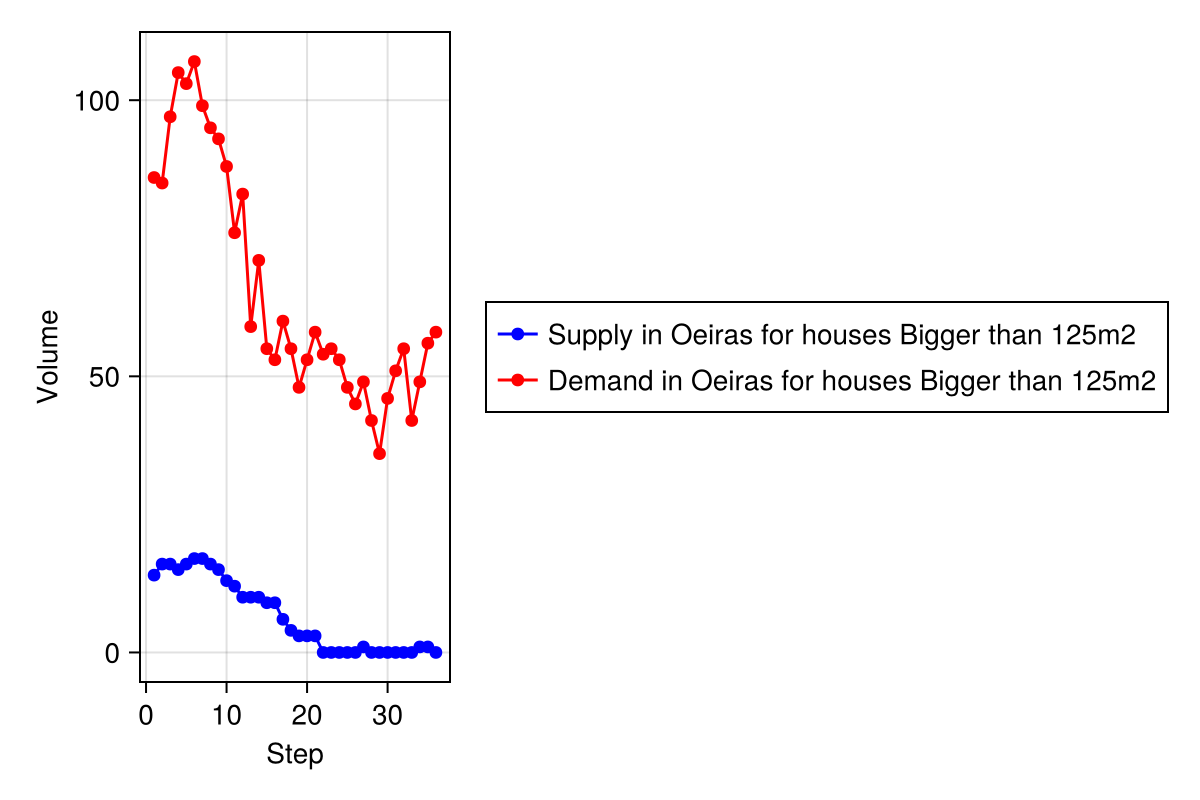 100
50
0
Volume
0 10 20 30
Step
Supply in Oeiras for houses Bigger than 125m2
Demand in Oeiras for houses Bigger than 125m2